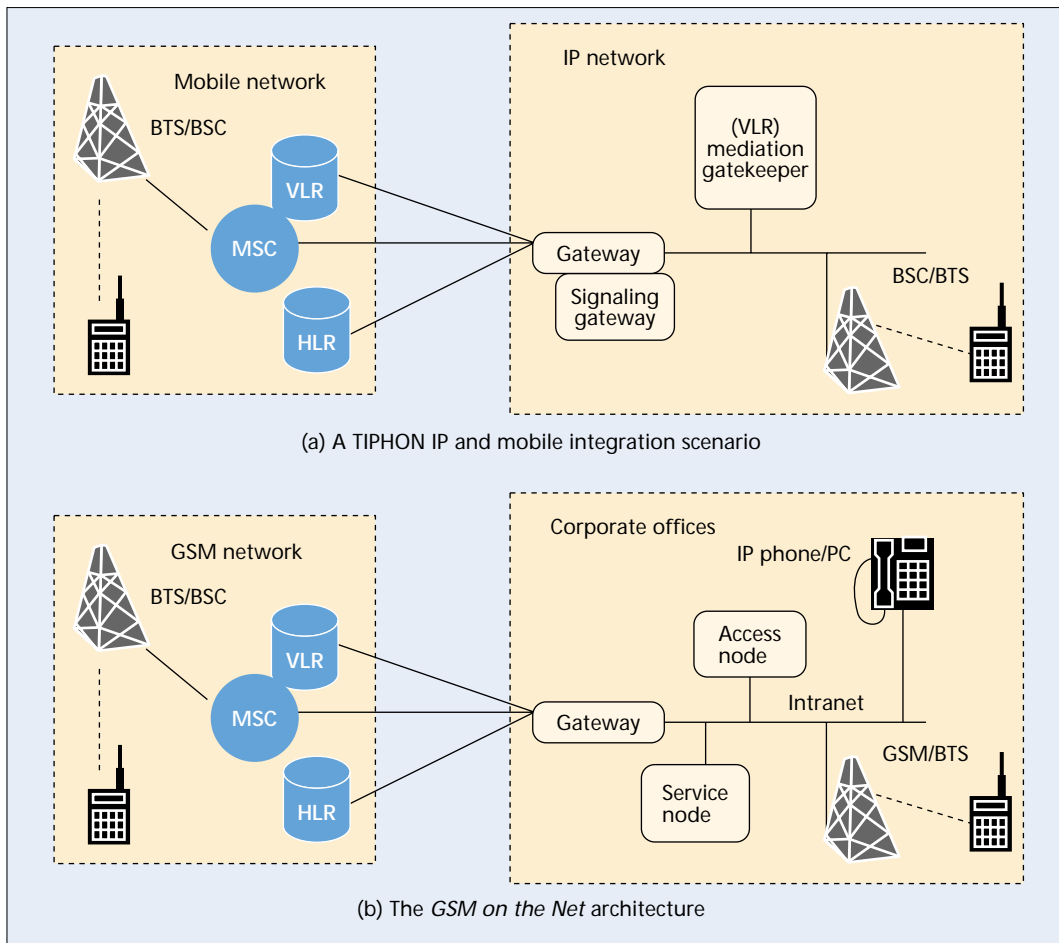 Mobile network
BTS/BSC
VLR
MSC
HLR
IP network
(VLR)
mediation
gatekeeper
Gateway
Signaling
gateway
BSC/BTS
(a) A TIPHON IP and mobile integration scenario
GSM network
BTS/BSC
VLR
MSC
HLR
Corporate offices
IP phone/PC
Access
node
Intranet
Gateway
GSM/BTS
Service
node
(b) The GSM on the Net architecture